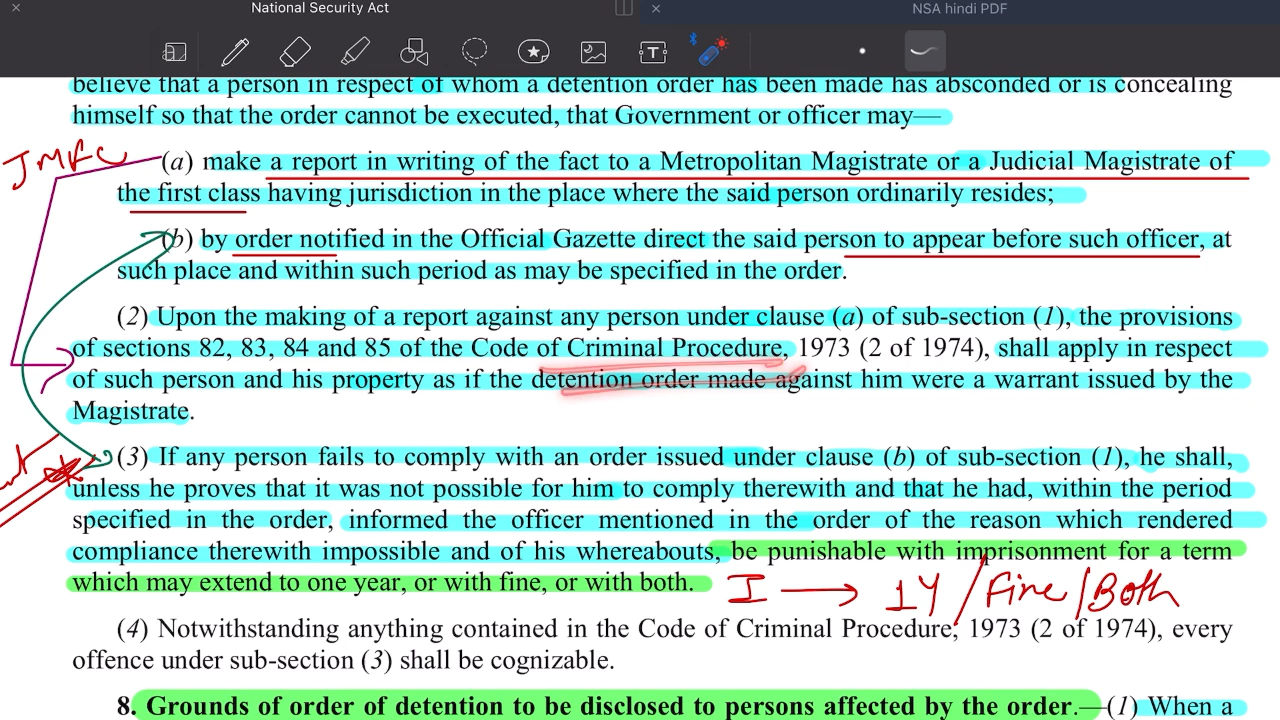 National Security Act
NSA hindi PDF
believe that a person in respect of whom a detention order has been made has absconded or is concealing
himself so that the order cannot be executed, that Government or officer may—
JMFC
(a) make a report in writing of the fact to a Metropolitan Magistrate or a Judicial Magistrate of
the first class having jurisdiction in the place where the said person ordinarily resides;
(b) by order notified in the Official Gazette direct the said person to appear before such officer, at
such place and within such period as may be specified in the order.
(2) Upon the making of a report against any person under clause (a) of sub-section (1), the provisions
of sections 82, 83, 84 and 85 of the Code of Criminal Procedure, 1973 (2 of 1974), shall apply in respect
of such person and his property as if the detention order made against him were a warrant issued by the
Magistrate.
(3) If any person fails to comply with an order issued under clause (b) of sub-section (1), he shall,
unless he proves that it was not possible for him to comply therewith and that he had, within the period
specified in the order, informed the officer mentioned in the order of the reason which rendered
compliance therewith impossible and of his whereabouts, be punishable with imprisonment for a term
which may extend to one year, or with fine, or with both.
I → 1Y / Fine / Both
(4) Notwithstanding anything contained in the Code of Criminal Procedure, 1973 (2 of 1974), every
offence under sub-section (3) shall be cognizable.
8. Grounds of order of detention to be disclosed to persons affected by the order.—(1) When a